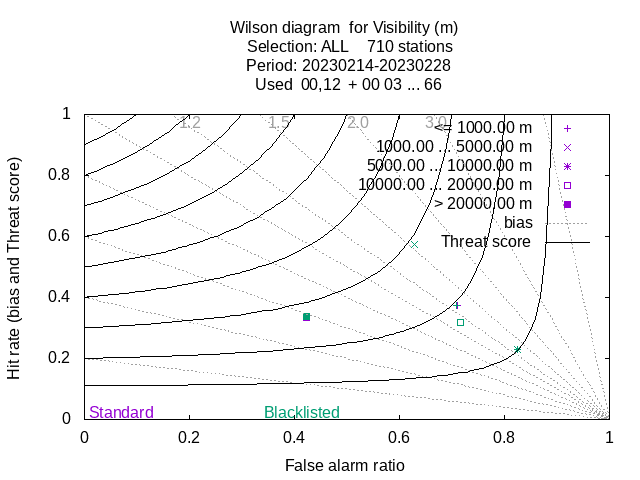 Wilson diagram  for Visibility (m)
Selection: ALL    710 stations
Period: 20230214-20230228
Used  00,12  + 00 03 ... 66
Hit rate (bias and Threat score)
1
0.8
0.6
0.4
0.2
0
1.2
1.5
2.0
3.0
<= 1000.00 m
1000.00 ... 5000.00 m
5000.00 ... 10000.00 m
10000.00 ... 20000.00 m
> 20000.00 m
bias
Threat score
Standard
Blacklisted
0 0.2 0.4 0.6 0.8 1
False alarm ratio